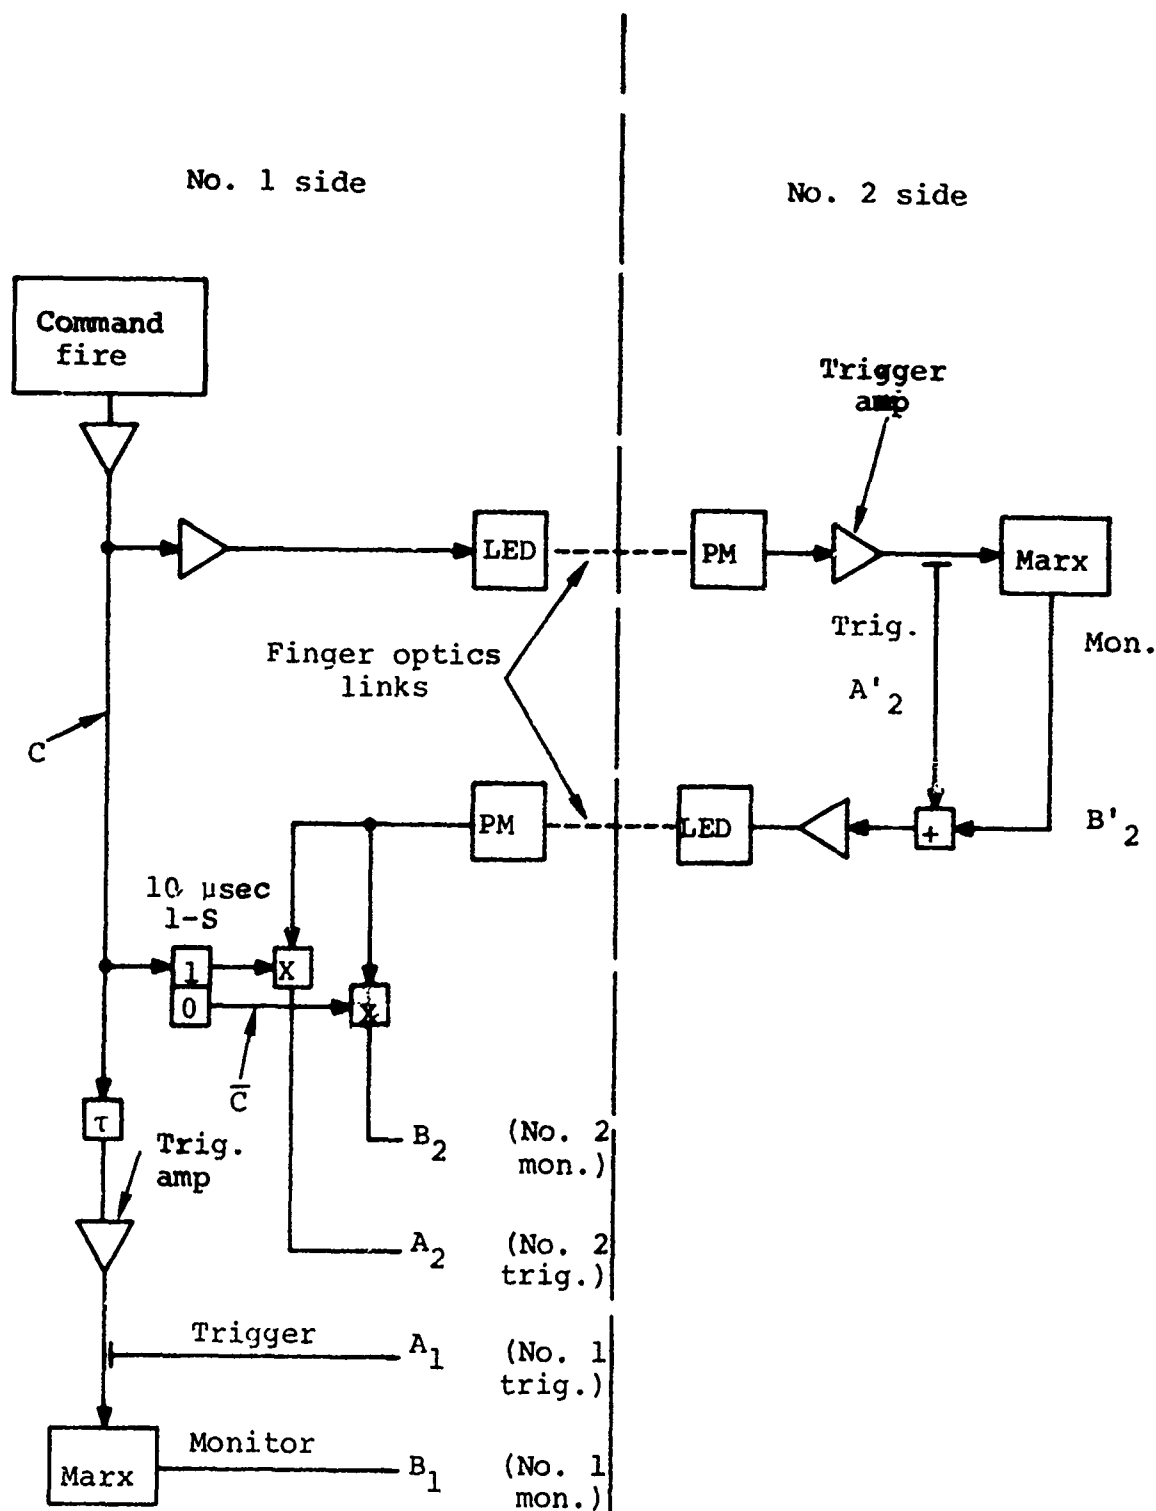 No. 1 side
No. 2 side
Command
fire
Trigger
amp
LED
PM
Marx
Trig.
A'2
Mon.
Finger optics
links
C
PM
LED
+
B'2
10 μsec
1-S
1
X
0
X
C̅
τ
Trig.
amp
B2 (No. 2
mon.)
A2 (No. 2
trig.)
Trigger A1 (No. 1
trig.)
Marx
Monitor B1 (No. 1
mon.)